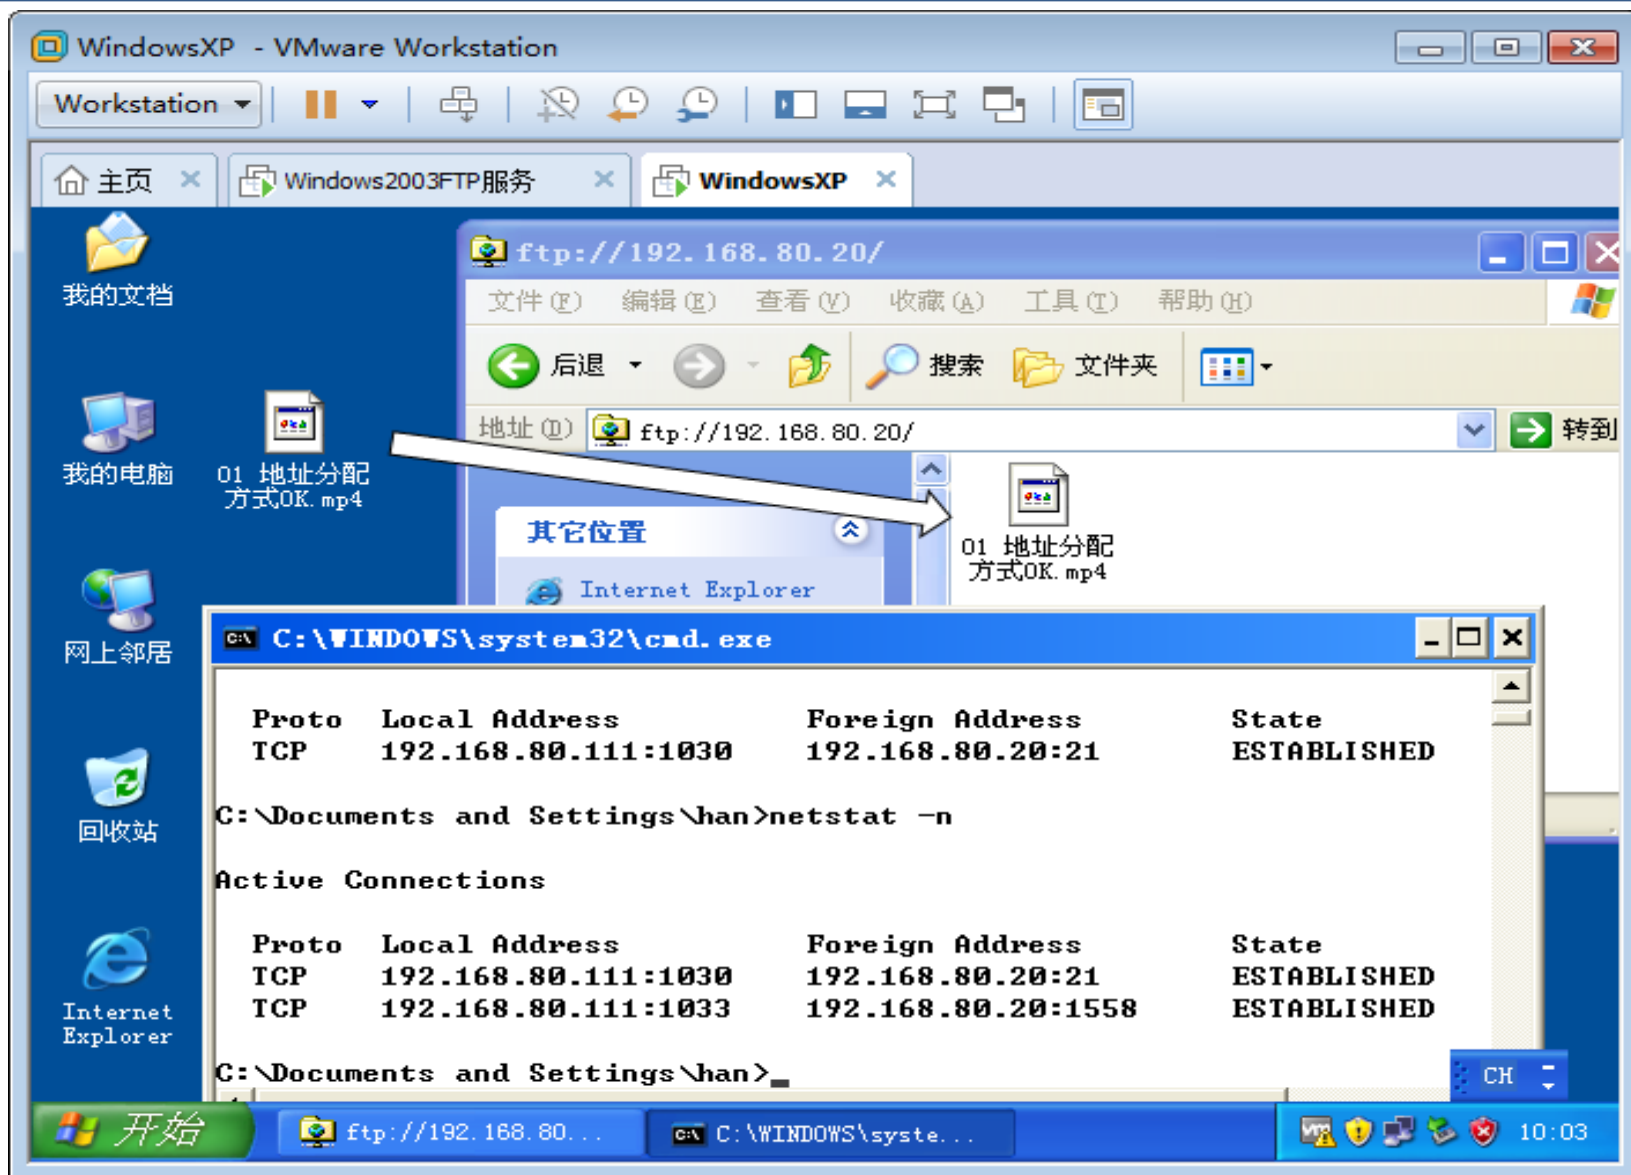 WindowsXP - VMware Workstation
Workstation
主页
Windows2003FTP服务
WindowsXP
我的文档
ftp://192.168.80.20/
文件(F) 编辑(E) 查看(V) 收藏(A) 工具(T) 帮助(H)
后退 搜索 文件夹
地址(D) ftp://192.168.80.20/ 转到
我的电脑
01 地址分配
方式OK.mp4
其它位置
Internet Explorer
01 地址分配
方式OK.mp4
网上邻居
C:\WINDOWS\system32\cmd.exe
Proto Local Address Foreign Address State
TCP 192.168.80.111:1030 192.168.80.20:21 ESTABLISHED
C:\Documents and Settings\han>netstat -n
回收站
Active Connections
Proto Local Address Foreign Address State
TCP 192.168.80.111:1030 192.168.80.20:21 ESTABLISHED
TCP 192.168.80.111:1033 192.168.80.20:1558 ESTABLISHED
Internet
Explorer
C:\Documents and Settings\han>_
CH
开始
ftp://192.168.80...
C:\WINDOWS\syste...
10:03